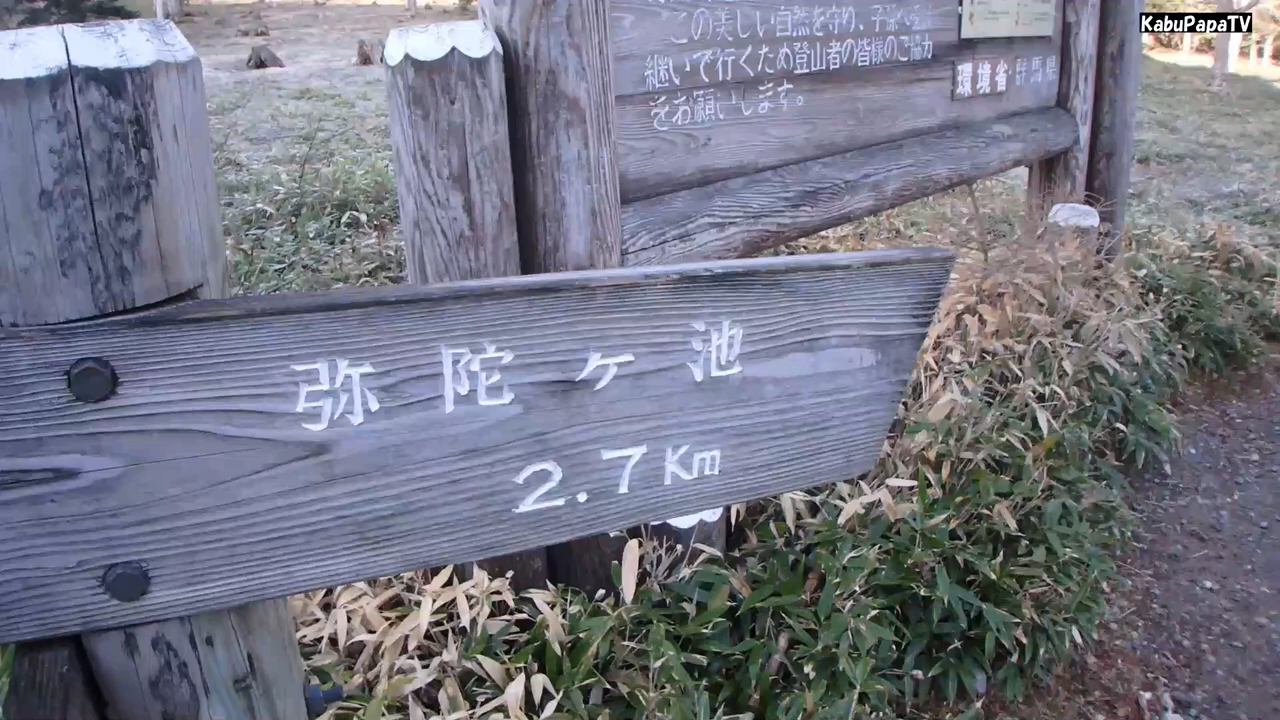 KabuPapaTV
この美しい自然を守り、子孫へ受け
継いで行くため登山者の皆様のご協力
をお願いします。
環境省 群馬県
弥陀ヶ池
2.7Km